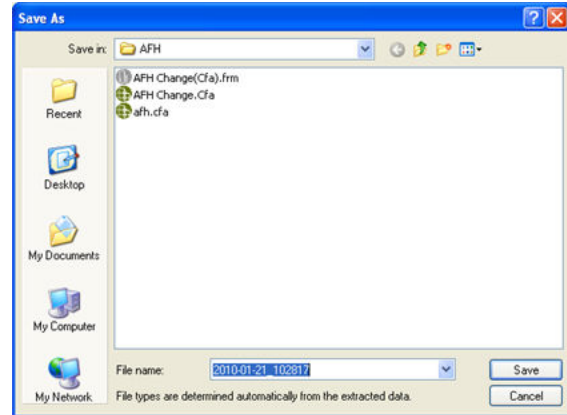 Save As
Save in:
AFH
Recent
Desktop
My Documents
My Computer
My Network
AFH Change(Cfa).frm
AFH Change.Cfa
afh.cfa
File name:
2010-01-21_102817
Save
File types are determined automatically from the extracted data.
Cancel